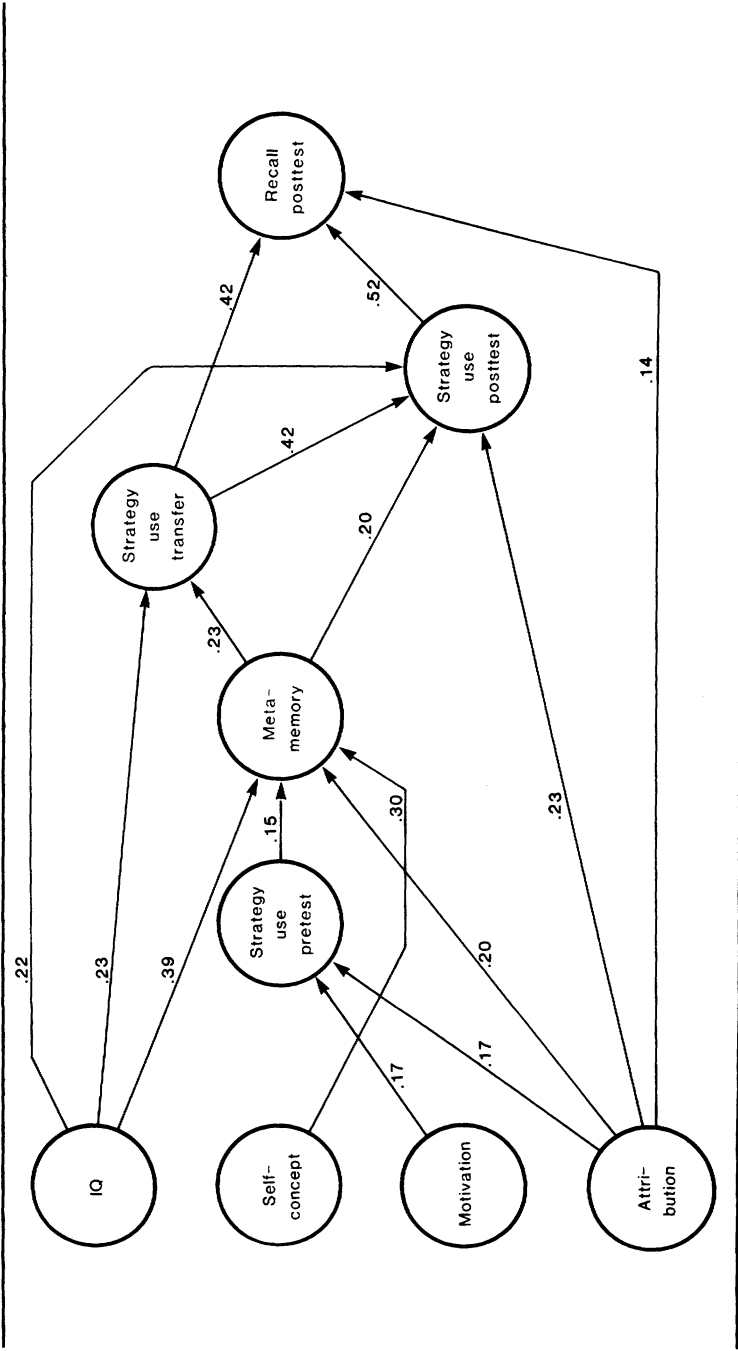 IQ
Self-
concept
Motivation
Attri-
bution
.22
.23
.39
.17
.17
.20
.30
.23
.14
Strategy
use
pretest
.15
Meta-
memory
.23
.20
Strategy
use
transfer
.42
.42
Strategy
use
posttest
.52
Recall
posttest